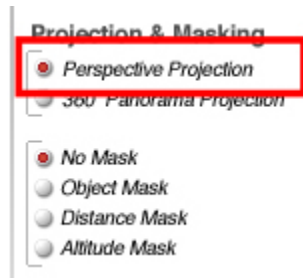 Projection & Masking
Perspective Projection
360° Panorama Projection
No Mask
Object Mask
Distance Mask
Altitude Mask